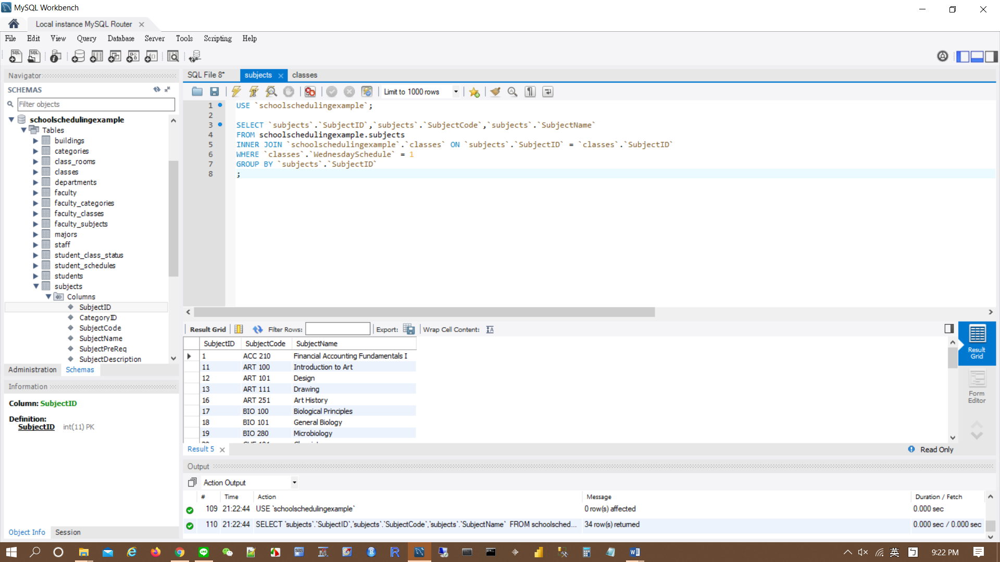 MySQL Workbench
Local instance MySQL Router
File Edit View Query Database Server Tools Scripting Help
Navigator
SCHEMAS
Filter objects
schoolschedulingexample
Tables
buildings
categories
class_rooms
classes
departments
faculty
faculty_categories
faculty_classes
faculty_subjects
majors
staff
student_class_status
student_schedules
students
subjects
Columns
SubjectID
CategoryID
SubjectCode
SubjectName
SubjectPreReq
SubjectDescription
Administration Schemas
Information
Column: SubjectID
Definition:
SubjectID int(11) PK
Object Info Session
SQL File 8* subjects classes
Limit to 1000 rows
1 USE `schoolschedulingexample`;
2
3 SELECT `subjects`.`SubjectID`,`subjects`.`SubjectCode`,`subjects`.`SubjectName`
4 FROM schoolschedulingexample.subjects
5 INNER JOIN `schoolschedulingexample`.`classes` ON `subjects`.`SubjectID` = `classes`.`SubjectID`
6 WHERE `classes`.`WednesdaySchedule` = 1
7 GROUP BY `subjects`.`SubjectID`
8 ;
Result Grid Filter Rows: Export: Wrap Cell Content:
SubjectID SubjectCode SubjectName
1 ACC 210 Financial Accounting Fundamentals I
11 ART 100 Introduction to Art
12 ART 101 Design
13 ART 111 Drawing
16 ART 251 Art History
17 BIO 100 Biological Principles
18 BIO 101 General Biology
19 BIO 280 Microbiology
Result Grid
Form Editor
Result 5
Read Only
Output
Action Output
# Time Action Message Duration / Fetch
109 21:22:44 USE `schoolschedulingexample` 0 row(s) affected 0.000 sec
110 21:22:44 SELECT `subjects`.`SubjectID`,`subjects`.`SubjectCode`,`subjects`.`SubjectName` FROM schoolsched... 34 row(s) returned 0.000 sec / 0.000 sec
英 9:22 PM